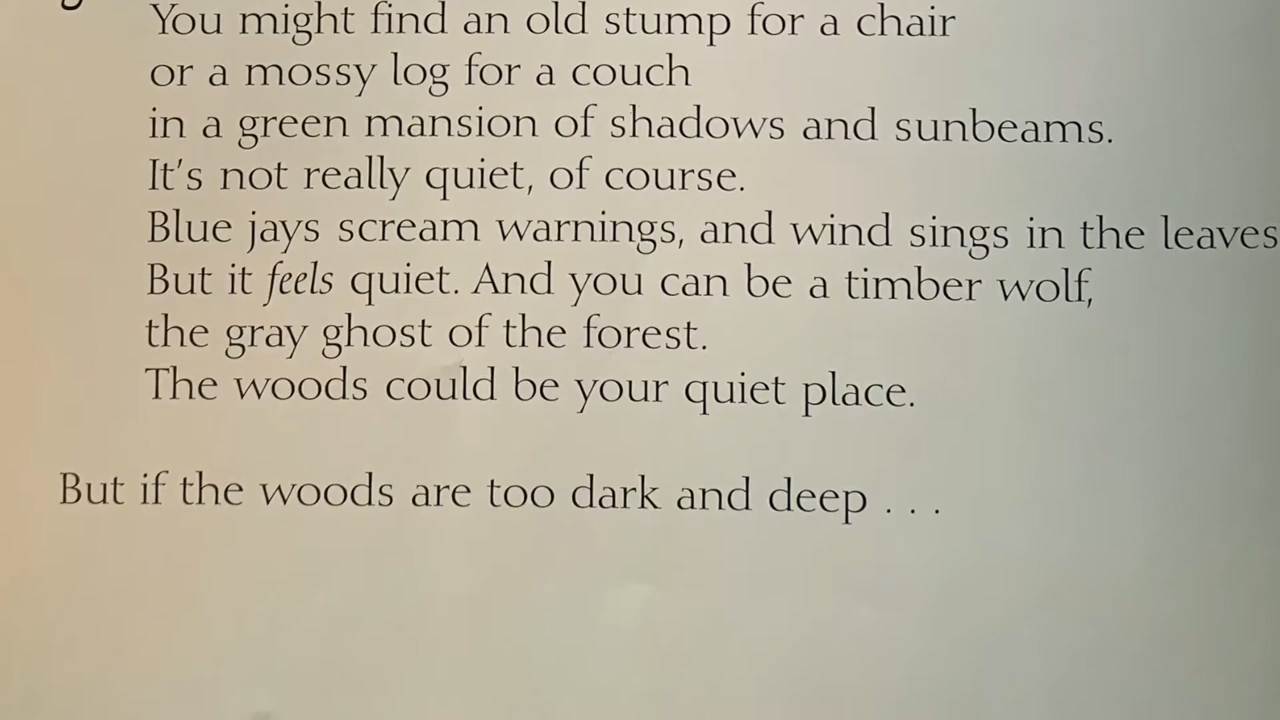 You might find an old stump for a chair
or a mossy log for a couch
in a green mansion of shadows and sunbeams.
It's not really quiet, of course.
Blue jays scream warnings, and wind sings in the leaves
But it feels quiet. And you can be a timber wolf,
the gray ghost of the forest.
The woods could be your quiet place.
But if the woods are too dark and deep . . .